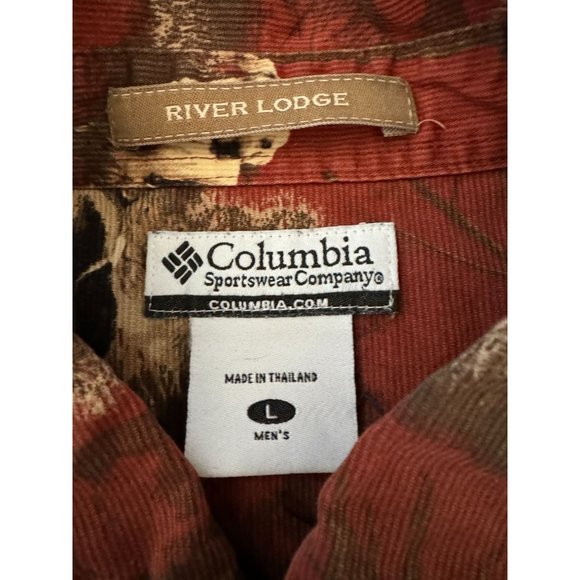 RIVER LODGE
Columbia
Sportswear Company®
COLUMBIA.COM
MADE IN THAILAND
L
MEN'S